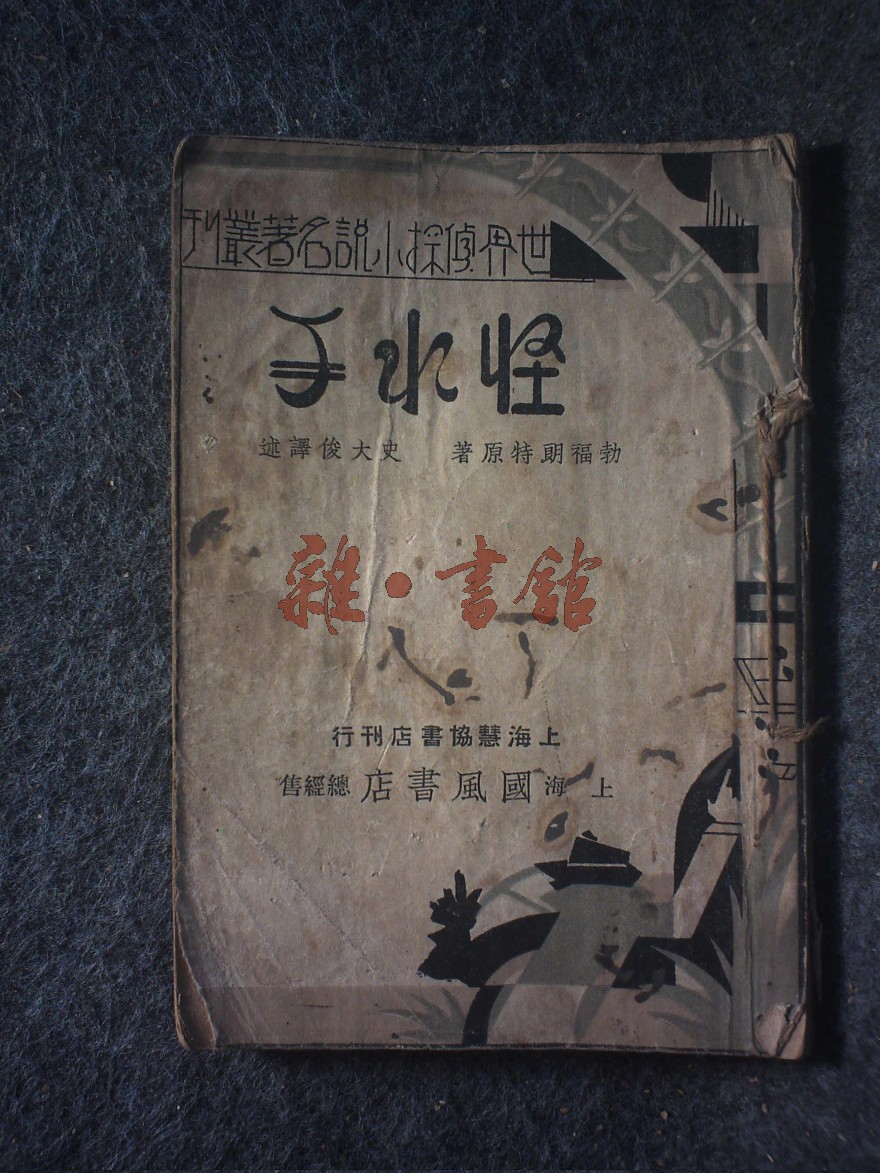 世界偵探小説名著叢刊
怪水手
勃福朗特原著 史大俊譯述
雜·書館
上海慧協書店刊行
上海國風書店總經售